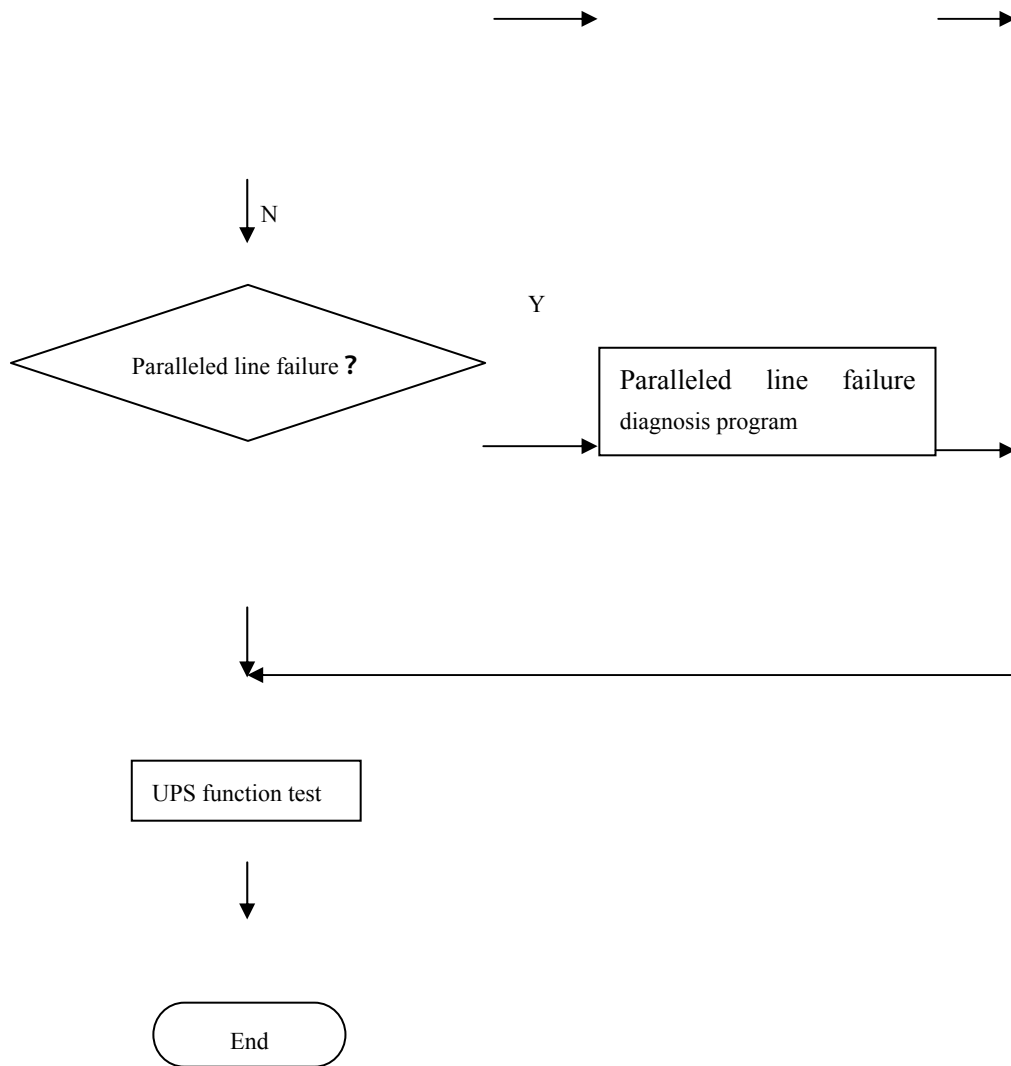 N
Y
Paralleled line failure？
Paralleled line failure
diagnosis program
UPS function test
End